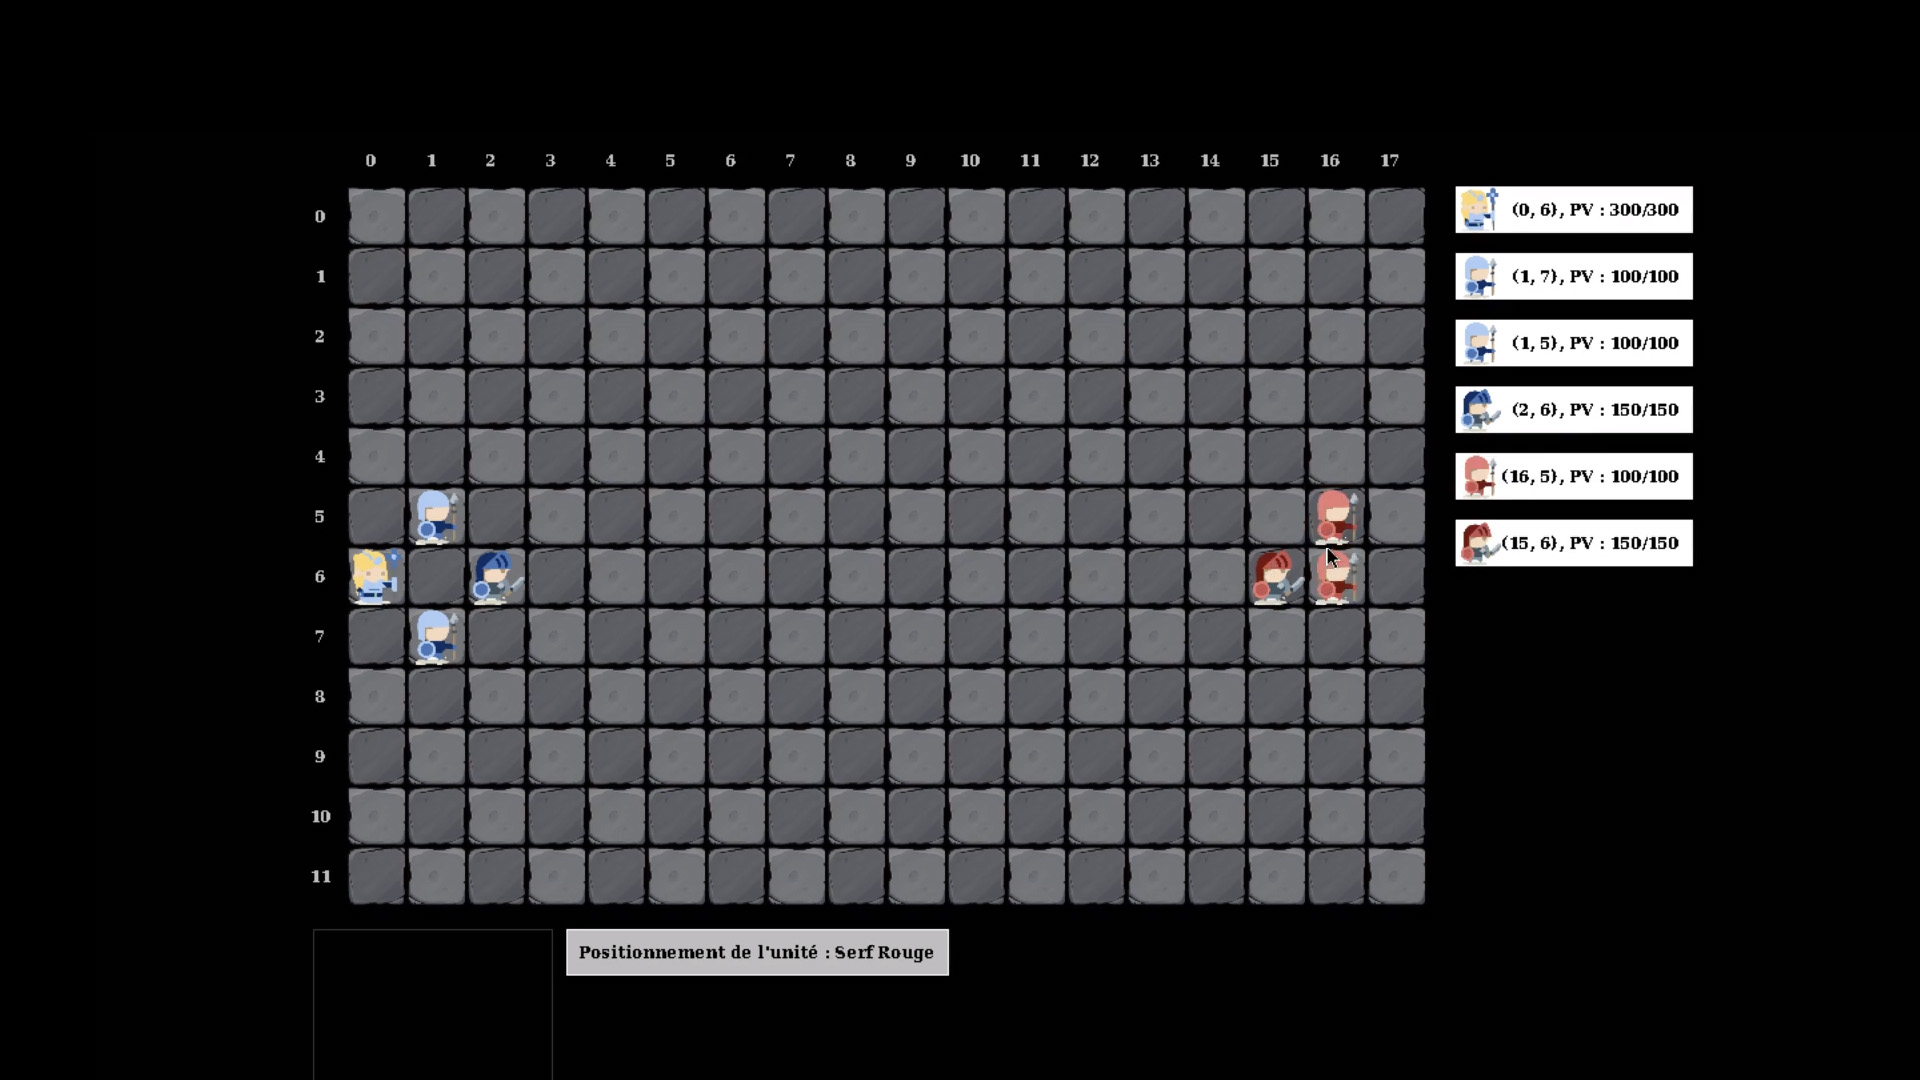 0 1 2 3 4 5 6 7 8 9 10 11 12 13 14 15 16 17
0
1
2
3
4
5
6
7
8
9
10
11
(0, 6), PV : 300/300
(1, 7), PV : 100/100
(1, 5), PV : 100/100
(2, 6), PV : 150/150
(16, 5), PV : 100/100
(15, 6), PV : 150/150
Positionnement de l'unité : Serf Rouge